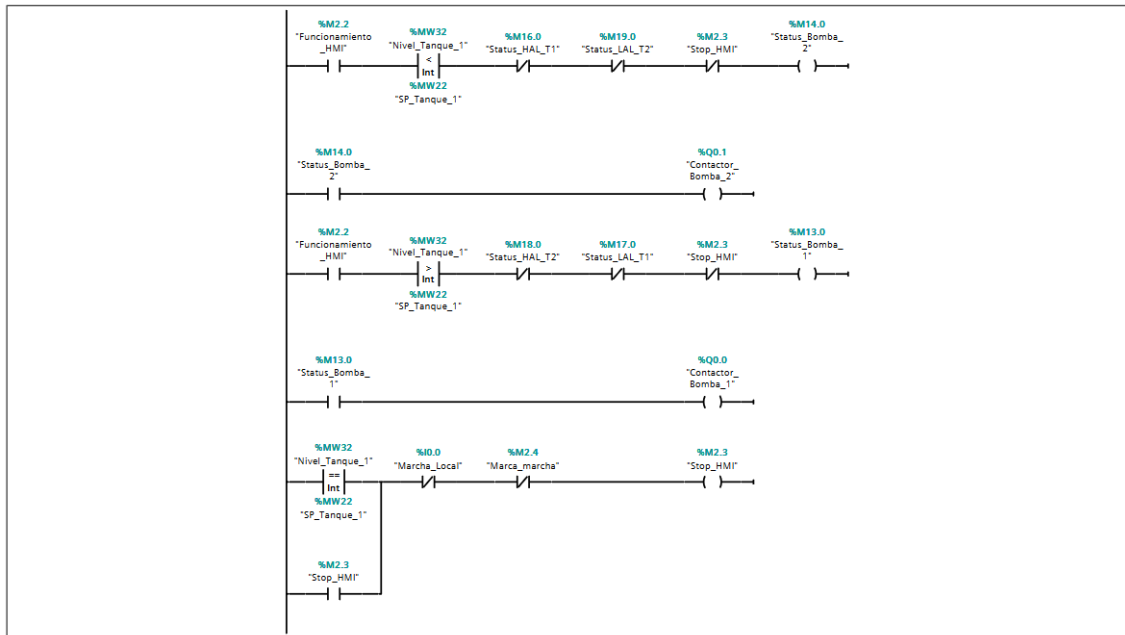 %M2.2
"Funcionamiento
_HMI"
%MW32
"Nivel_Tanque_1"
<
Int
%MW22
"SP_Tanque_1"
%M16.0
"Status_HAL_T1"
%M19.0
"Status_LAL_T2"
%M2.3
"Stop_HMI"
%M14.0
"Status_Bomba_
2"
%M14.0
"Status_Bomba_
2"
%Q0.1
"Contactor_
Bomba_2"
%M2.2
"Funcionamiento
_HMI"
%MW32
"Nivel_Tanque_1"
>
Int
%MW22
"SP_Tanque_1"
%M18.0
"Status_HAL_T2"
%M17.0
"Status_LAL_T1"
%M2.3
"Stop_HMI"
%M13.0
"Status_Bomba_
1"
%M13.0
"Status_Bomba_
1"
%Q0.0
"Contactor_
Bomba_1"
%MW32
"Nivel_Tanque_1"
==
Int
%MW22
"SP_Tanque_1"
%I0.0
"Marcha_Local"
%M2.4
"Marca_marcha"
%M2.3
"Stop_HMI"
%M2.3
"Stop_HMI"